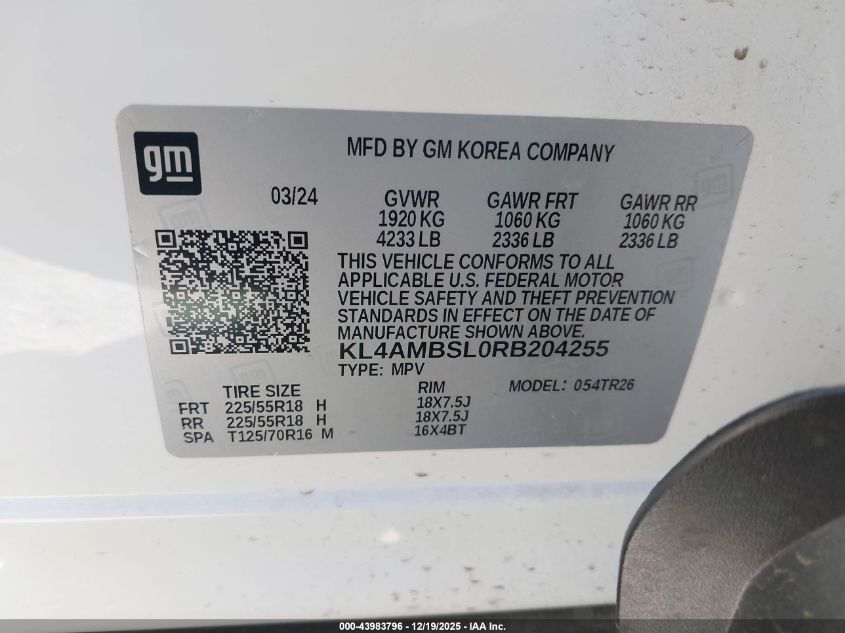 gm
MFD BY GM KOREA COMPANY
03/24
GVWR
1920 KG
4233 LB
GAWR FRT
1060 KG
2336 LB
GAWR RR
1060 KG
2336 LB
THIS VEHICLE CONFORMS TO ALL
APPLICABLE U.S. FEDERAL MOTOR
VEHICLE SAFETY AND THEFT PREVENTION
STANDARDS IN EFFECT ON THE DATE OF
MANUFACTURE SHOWN ABOVE.
KL4AMBSL0RB204255
TYPE: MPV
TIRE SIZE
RIM
MODEL: 054TR26
FRT 225/55R18 H 18X7.5J
RR 225/55R18 H 18X7.5J
SPA T125/70R16 M 16X4BT
000-43983796 - 12/19/2025 - IAA Inc.